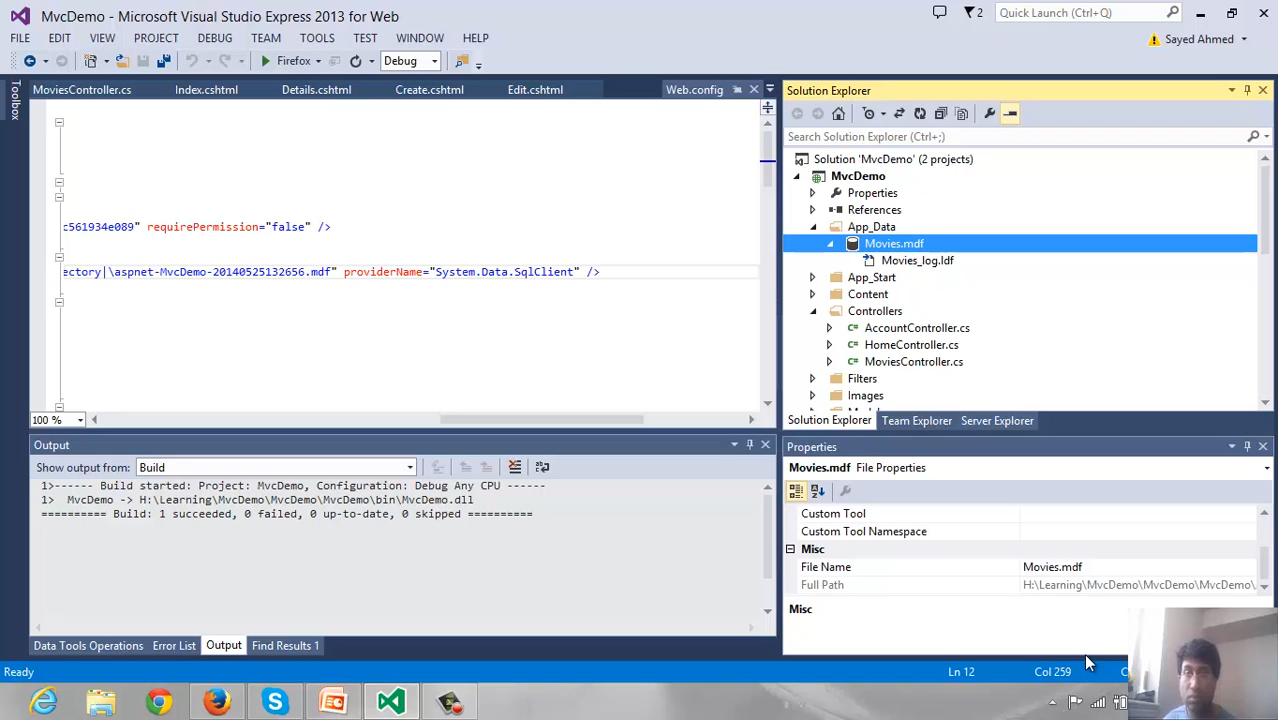 MvcDemo - Microsoft Visual Studio Express 2013 for Web
2
Quick Launch (Ctrl+Q)
FILE EDIT VIEW PROJECT DEBUG TEAM TOOLS TEST WINDOW HELP
Sayed Ahmed
Firefox Debug
Toolbox
MoviesController.cs Index.cshtml Details.cshtml Create.cshtml Edit.cshtml Web.config
c561934e089" requirePermission="false" />
ectory|\aspnet-MvcDemo-20140525132656.mdf" providerName="System.Data.SqlClient" />
100 %
Solution Explorer
Search Solution Explorer (Ctrl+;)
Solution 'MvcDemo' (2 projects)
MvcDemo
Properties
References
App_Data
Movies.mdf
Movies_log.ldf
App_Start
Content
Controllers
AccountController.cs
HomeController.cs
MoviesController.cs
Filters
Images
Solution Explorer Team Explorer Server Explorer
Output
Show output from: Build
1>------ Build started: Project: MvcDemo, Configuration: Debug Any CPU ------
1>  MvcDemo -> H:\Learning\MvcDemo\MvcDemo\MvcDemo\bin\MvcDemo.dll
========== Build: 1 succeeded, 0 failed, 0 up-to-date, 0 skipped ==========
Data Tools Operations Error List Output Find Results 1
Properties
Movies.mdf File Properties
Custom Tool
Custom Tool Namespace
Misc
File Name Movies.mdf
Full Path H:\Learning\MvcDemo\MvcDemo\MvcDemo\
Misc
Ready
Ln 12
Col 259